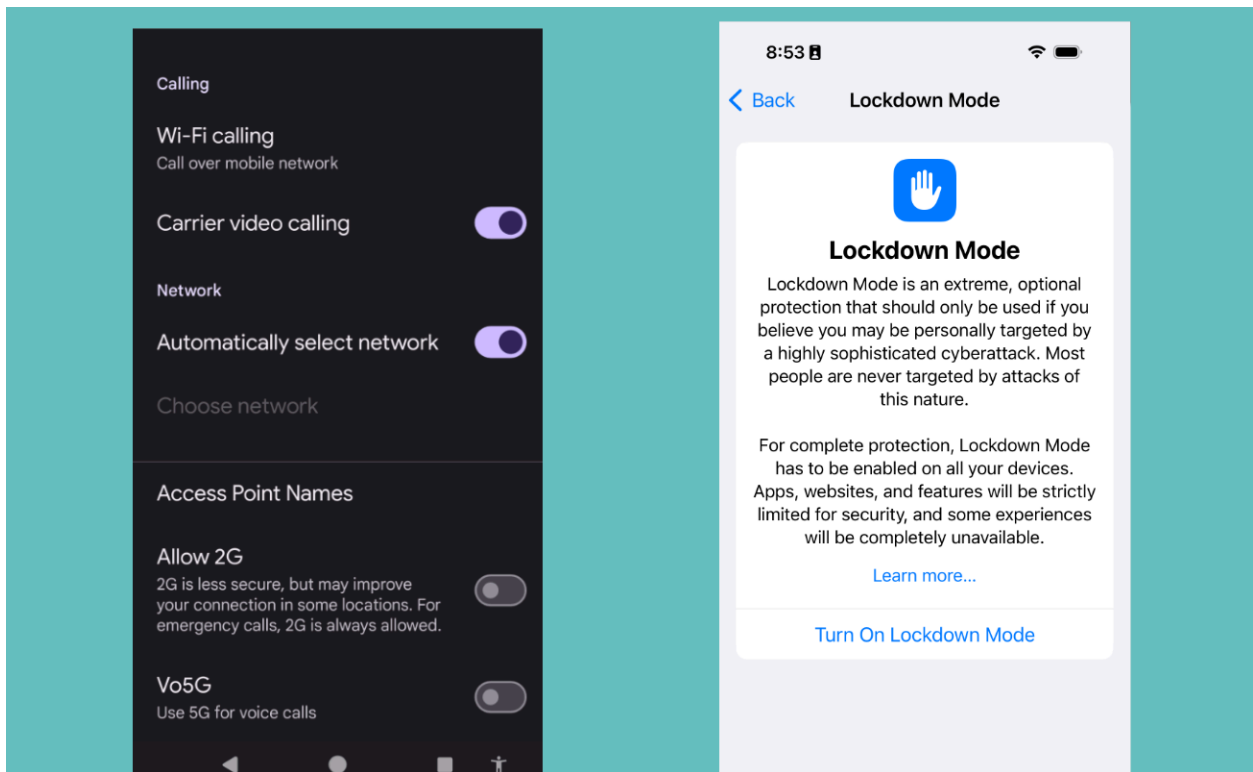 Calling
Wi-Fi calling
Call over mobile network
Carrier video calling
Network
Automatically select network
Choose network
Access Point Names
Allow 2G
2G is less secure, but may improve
your connection in some locations. For
emergency calls, 2G is always allowed.
Vo5G
Use 5G for voice calls
8:53
Back
Lockdown Mode
Lockdown Mode
Lockdown Mode is an extreme, optional
protection that should only be used if you
believe you may be personally targeted by
a highly sophisticated cyberattack. Most
people are never targeted by attacks of
this nature.
For complete protection, Lockdown Mode
has to be enabled on all your devices.
Apps, websites, and features will be strictly
limited for security, and some experiences
will be completely unavailable.
Learn more...
Turn On Lockdown Mode